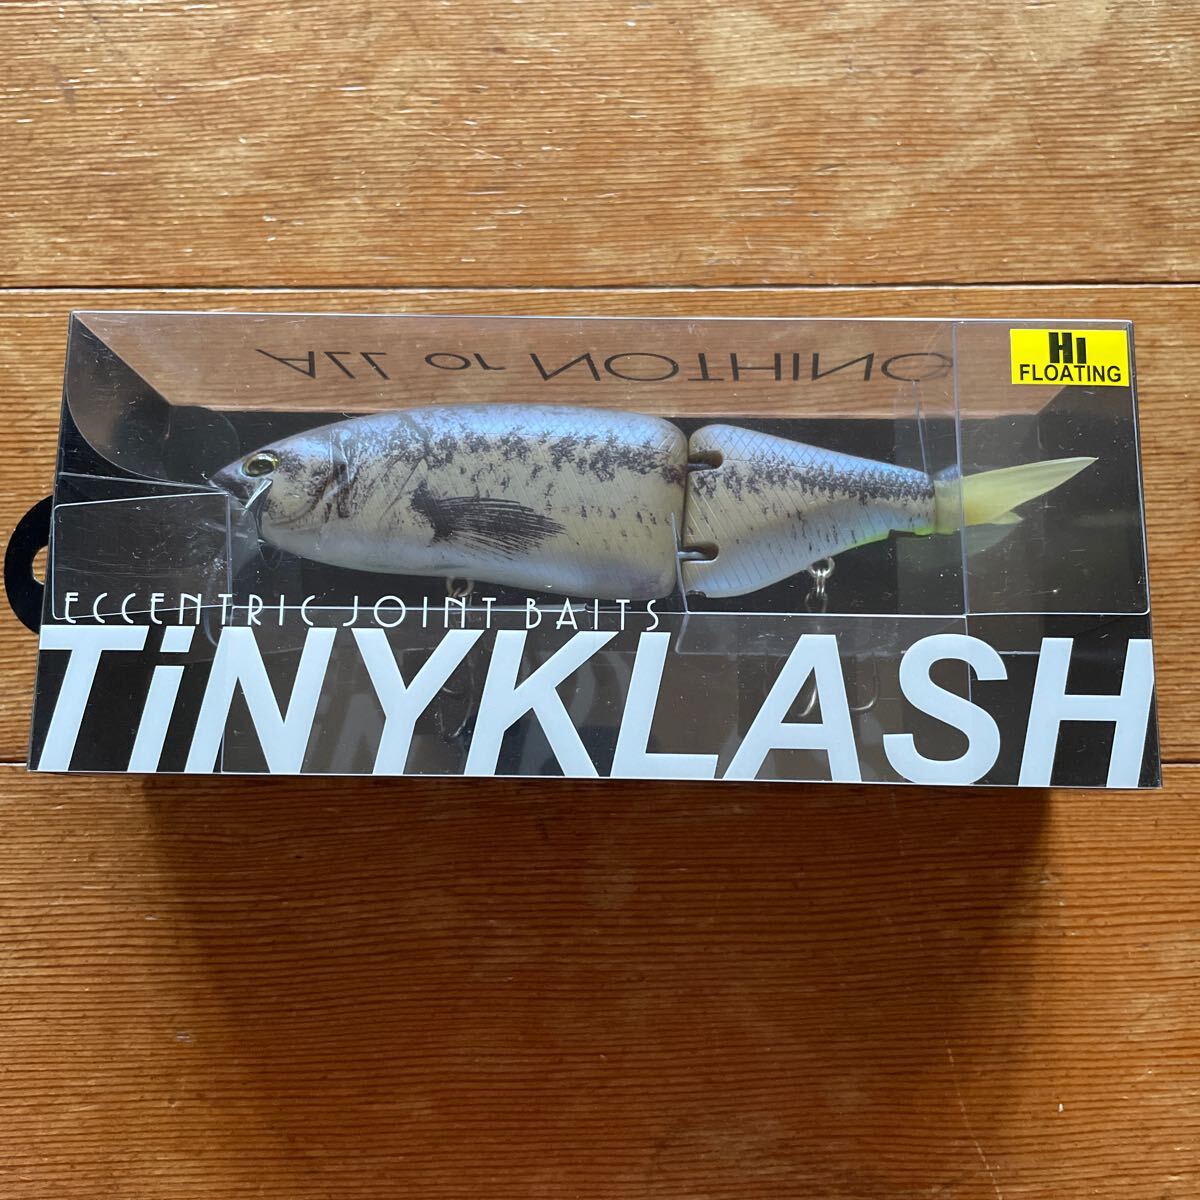 ALL or NOTHING
Hi
FLOATING
ECCENTRIC JOINT BAITS
TiNYKLASH